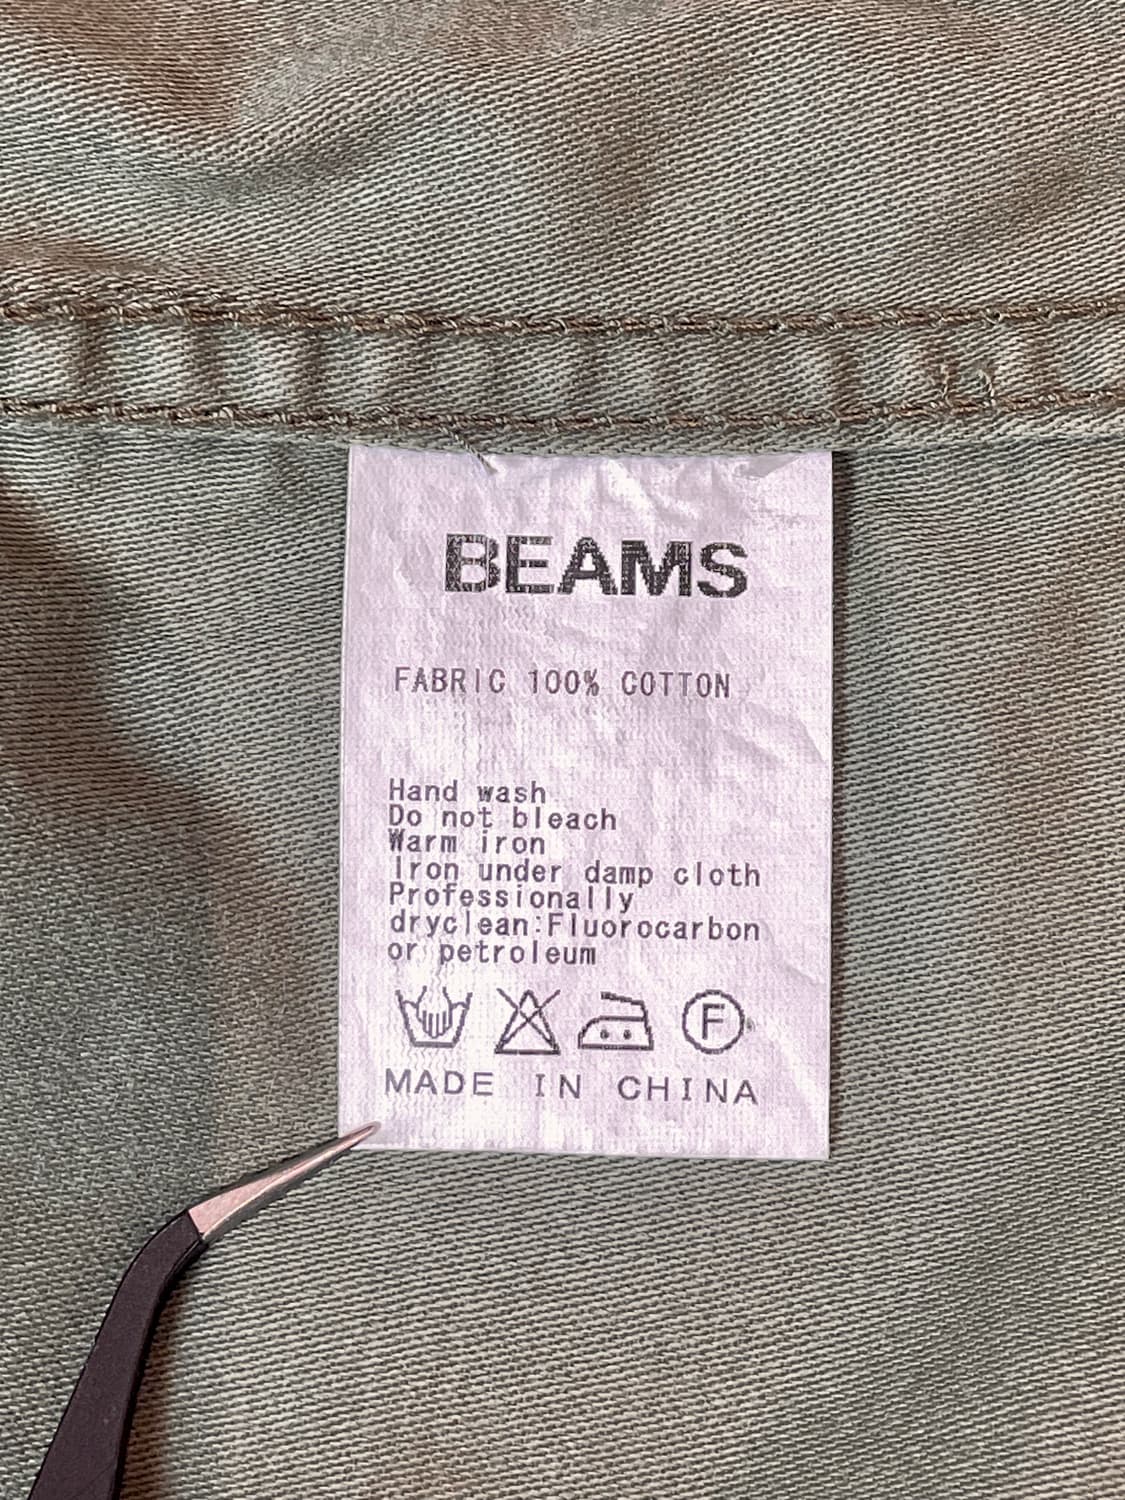 BEAMS
FABRIC 100% COTTON
Hand wash
Do not bleach
Warm iron
Iron under damp cloth
Professionally
dryclean:Fluorocarbon
or petroleum
F
MADE IN CHINA